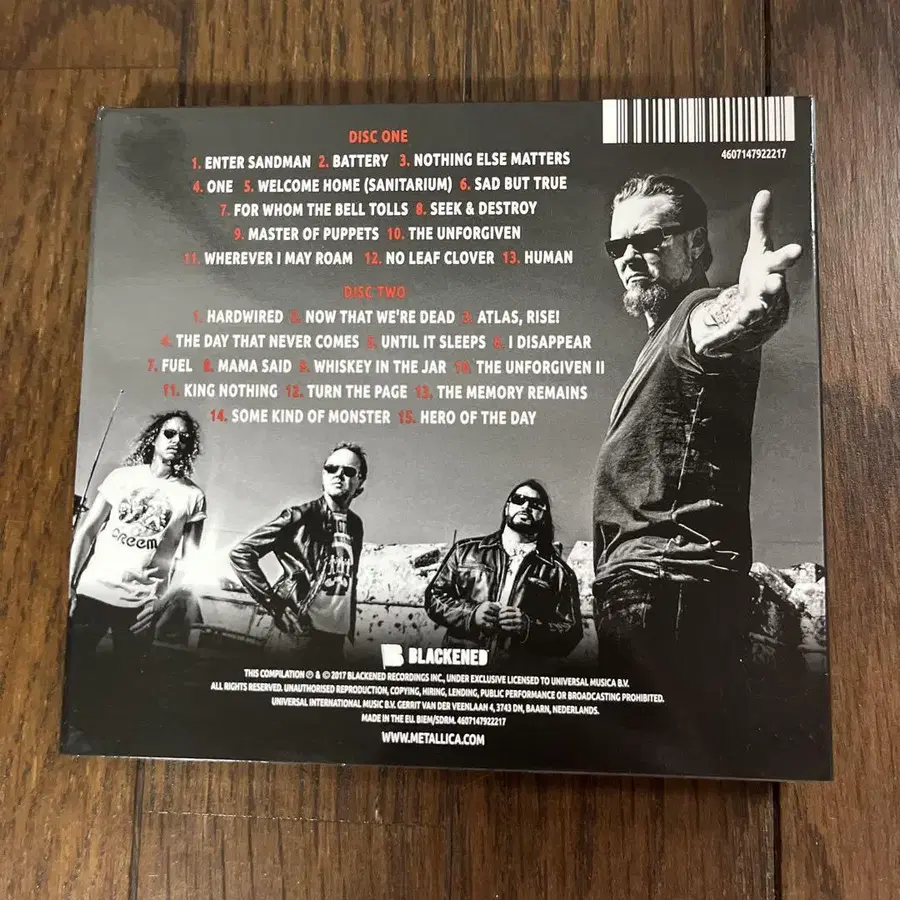 4607147922217
DISC ONE
1. ENTER SANDMAN 2. BATTERY 3. NOTHING ELSE MATTERS
4. ONE 5. WELCOME HOME (SANITARIUM) 6. SAD BUT TRUE
7. FOR WHOM THE BELL TOLLS 8. SEEK & DESTROY
9. MASTER OF PUPPETS 10. THE UNFORGIVEN
11. WHEREVER I MAY ROAM 12. NO LEAF CLOVER 13. HUMAN
DISC TWO
1. HARDWIRED 2. NOW THAT WE'RE DEAD 3. ATLAS, RISE!
4. THE DAY THAT NEVER COMES 5. UNTIL IT SLEEPS 6. I DISAPPEAR
7. FUEL 8. MAMA SAID 9. WHISKEY IN THE JAR 10. THE UNFORGIVEN II
11. KING NOTHING 12. TURN THE PAGE 13. THE MEMORY REMAINS
14. SOME KIND OF MONSTER 15. HERO OF THE DAY
CREEM
B BLACKENED
THIS COMPILATION ℗ & © 2017 BLACKENED RECORDINGS INC., UNDER EXCLUSIVE LICENSED TO UNIVERSAL MUSICA B.V.
ALL RIGHTS RESERVED. UNAUTHORISED REPRODUCTION, COPYING, HIRING, LENDING, PUBLIC PERFORMANCE OR BROADCASTING PROHIBITED.
UNIVERSAL INTERNATIONAL MUSIC B.V. GERRIT VAN DER VEENLAAN 4, 3743 DN, BAARN, NEDERLANDS.
MADE IN THE EU. BIEM/SDRM. 4607147922217
WWW.METALLICA.COM